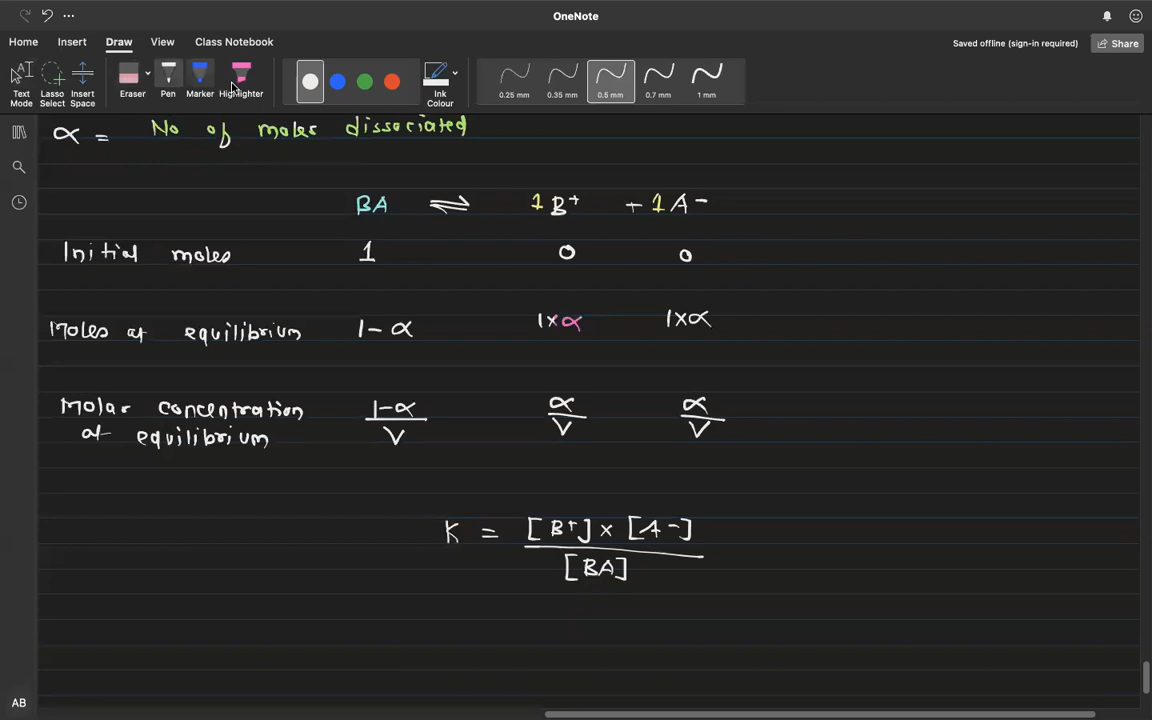 OneNote
Home Insert Draw View Class Notebook
Saved offline (sign-in required) Share
Text Mode Lasso Select Insert Space Eraser Pen Marker Highlighter Ink Colour 0.25 mm 0.35 mm 0.5 mm 0.7 mm 1 mm
α = No of moles dissociated
BA ⇌ 1 B+ + 1 A-
Initial moles 1 0 0
Moles at equilibrium 1-α 1×α 1×α
Molar concentration at equilibrium (1-α)/V α/V α/V
K = [B+]×[A-]/[BA]
AB